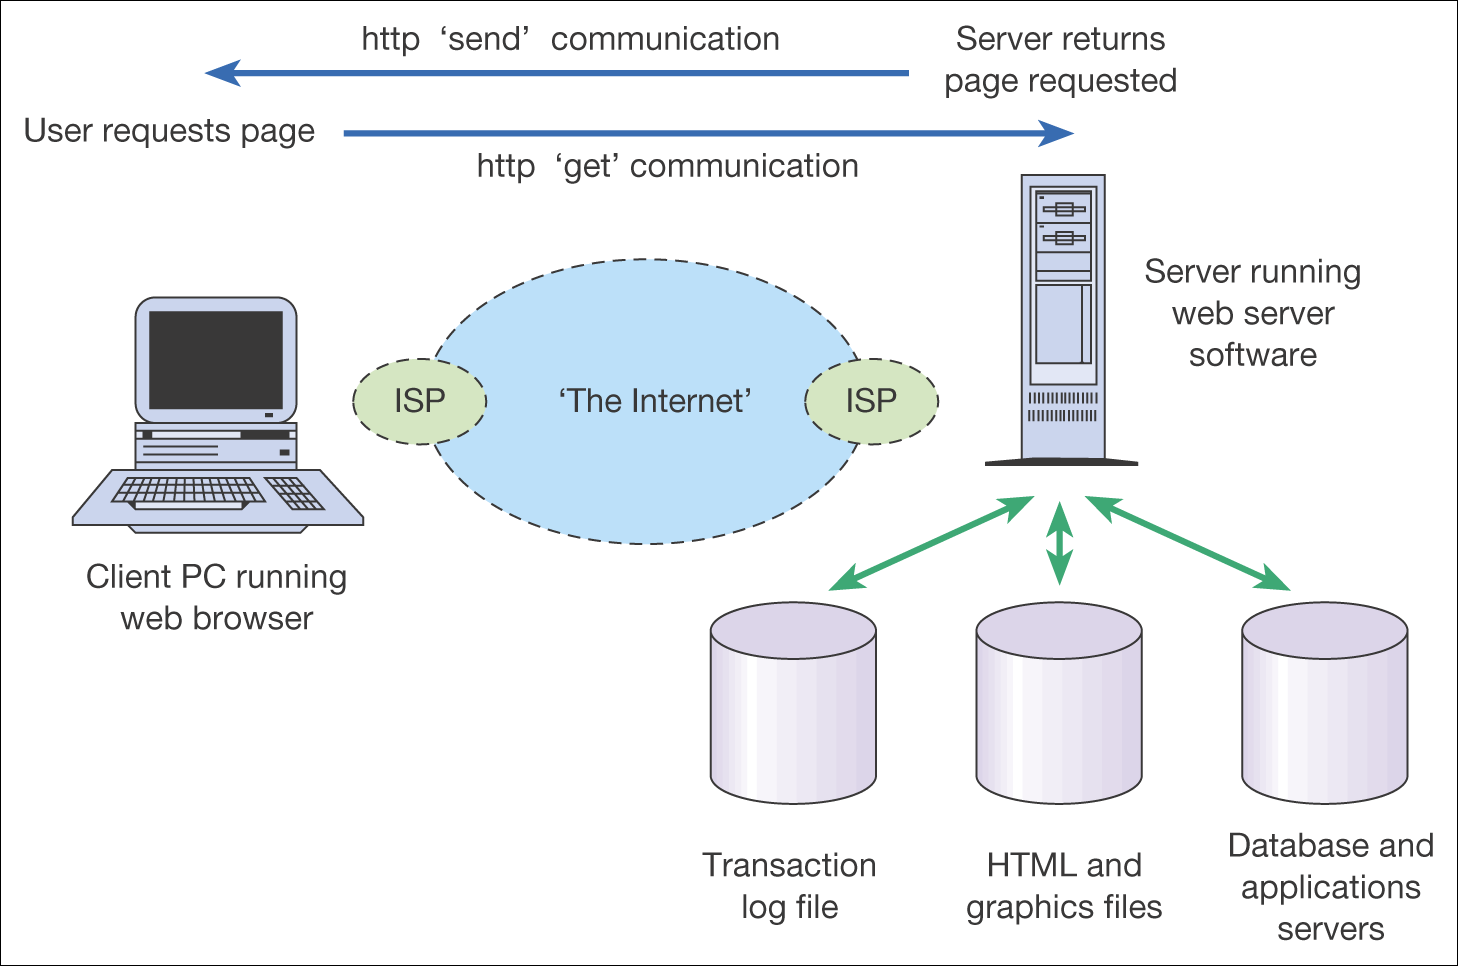 http ‘send’ communication
Server returns
page requested
User requests page
http ‘get’ communication
Server running
web server
software
ISP
‘The Internet’
ISP
Client PC running
web browser
Transaction
log file
HTML and
graphics files
Database and
applications
servers